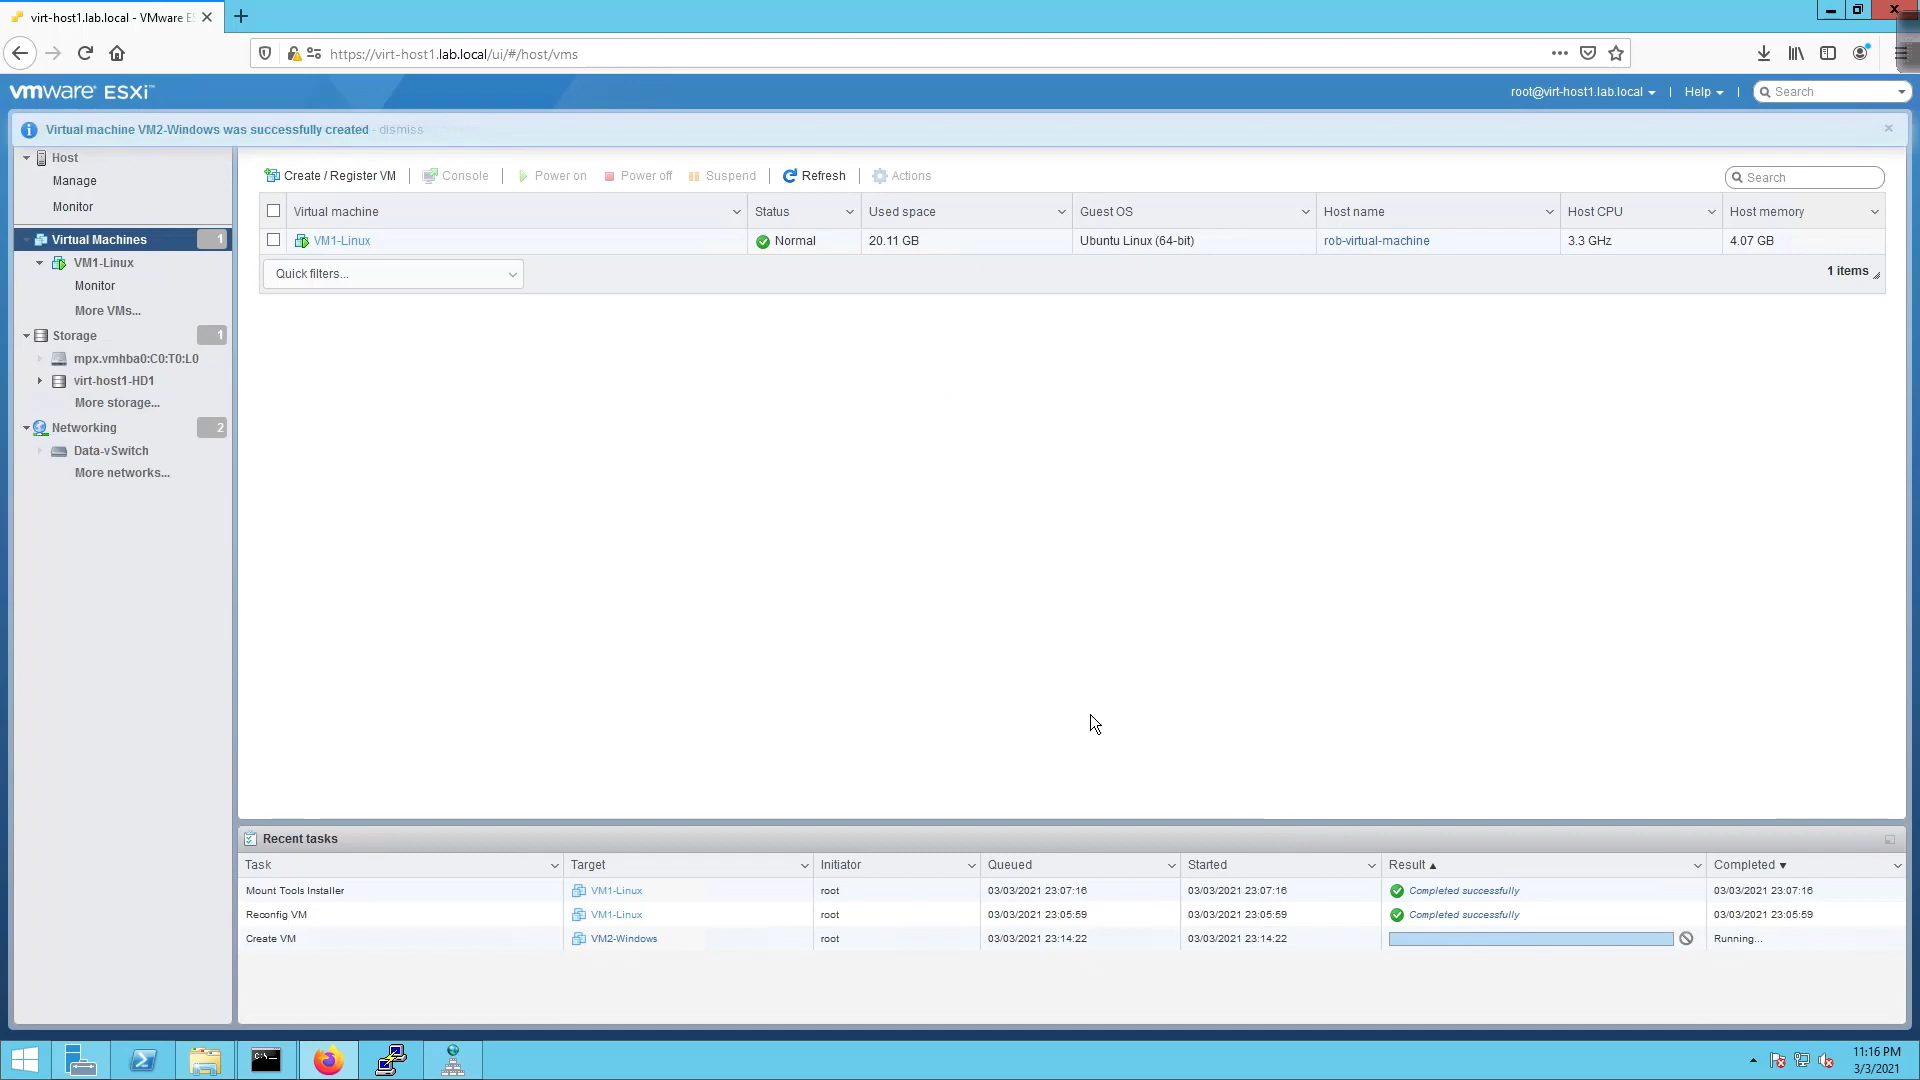 virt-host1.lab.local - VMware E
https://virt-host1.lab.local/ui/#/host/vms
vmware ESXi
root@virt-host1.lab.local | Help | Search
Virtual machine VM2-Windows was successfully created - dismiss
Host
Manage
Monitor
Virtual Machines 1
VM1-Linux
Monitor
More VMs...
Storage 1
mpx.vmhba0:C0:T0:L0
virt-host1-HD1
More storage...
Networking 2
Data-vSwitch
More networks...
Create / Register VM | Console | Power on Power off Suspend | Refresh | Actions
Search
Virtual machine Status Used space Guest OS Host name Host CPU Host memory
VM1-Linux Normal 20.11 GB Ubuntu Linux (64-bit) rob-virtual-machine 3.3 GHz 4.07 GB
Quick filters... 1 items
Recent tasks
Task Target Initiator Queued Started Result Completed
Mount Tools Installer VM1-Linux root 03/03/2021 23:07:16 03/03/2021 23:07:16 Completed successfully 03/03/2021 23:07:16
Reconfig VM VM1-Linux root 03/03/2021 23:05:59 03/03/2021 23:05:59 Completed successfully 03/03/2021 23:05:59
Create VM VM2-Windows root 03/03/2021 23:14:22 03/03/2021 23:14:22 Running...
11:16 PM
3/3/2021